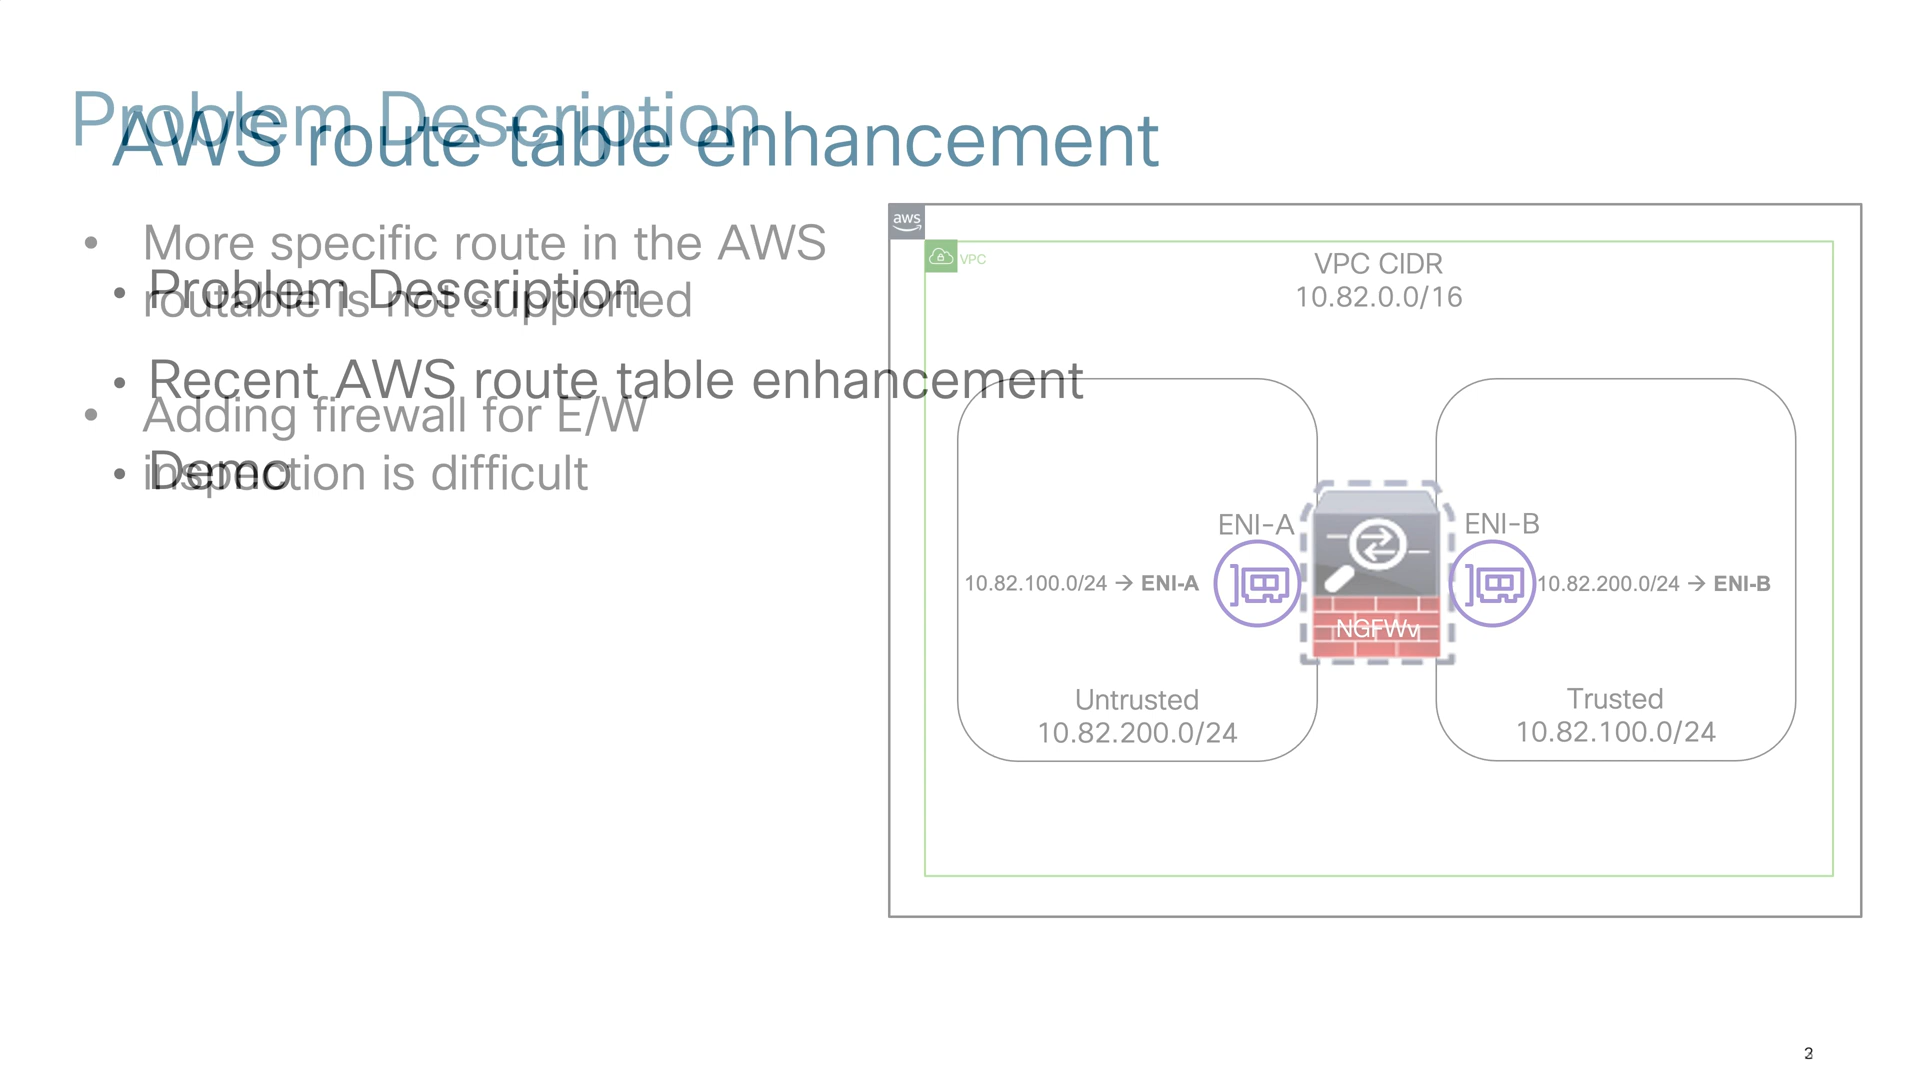 Problem Description
AWS route table enhancement
• More specific route in the AWS
routable is not supported
• Problem Description
• Recent AWS route table enhancement
• Adding firewall for E/W
inspection is difficult
• Demo
aws
VPC
VPC CIDR
10.82.0.0/16
ENI-A
ENI-B
10.82.100.0/24 → ENI-A
10.82.200.0/24 → ENI-B
NGFWv
Untrusted
10.82.200.0/24
Trusted
10.82.100.0/24